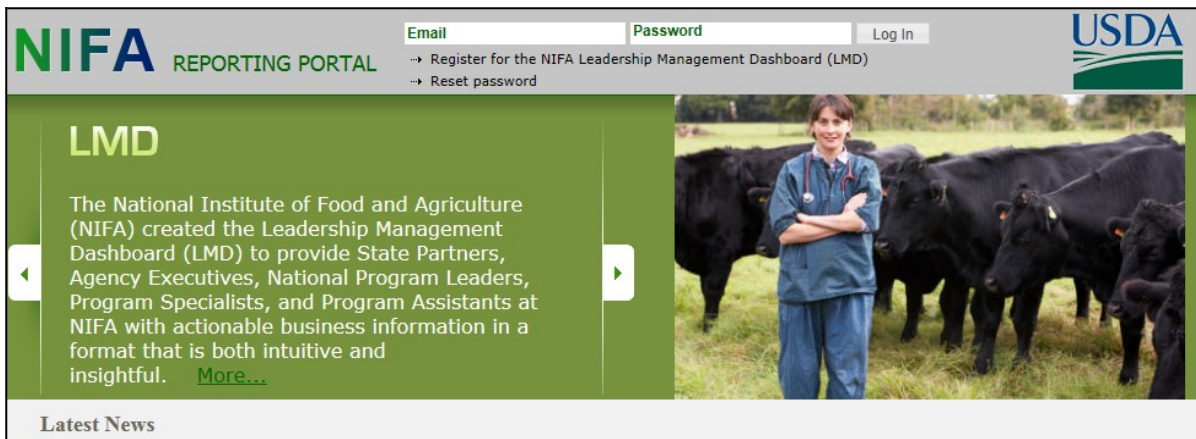 NIFA REPORTING PORTAL
Email Password Log In
⤑ Register for the NIFA Leadership Management Dashboard (LMD)
⤑ Reset password
USDA
LMD
The National Institute of Food and Agriculture
(NIFA) created the Leadership Management
Dashboard (LMD) to provide State Partners,
Agency Executives, National Program Leaders,
Program Specialists, and Program Assistants at
NIFA with actionable business information in a
format that is both intuitive and
insightful. More...
Latest News